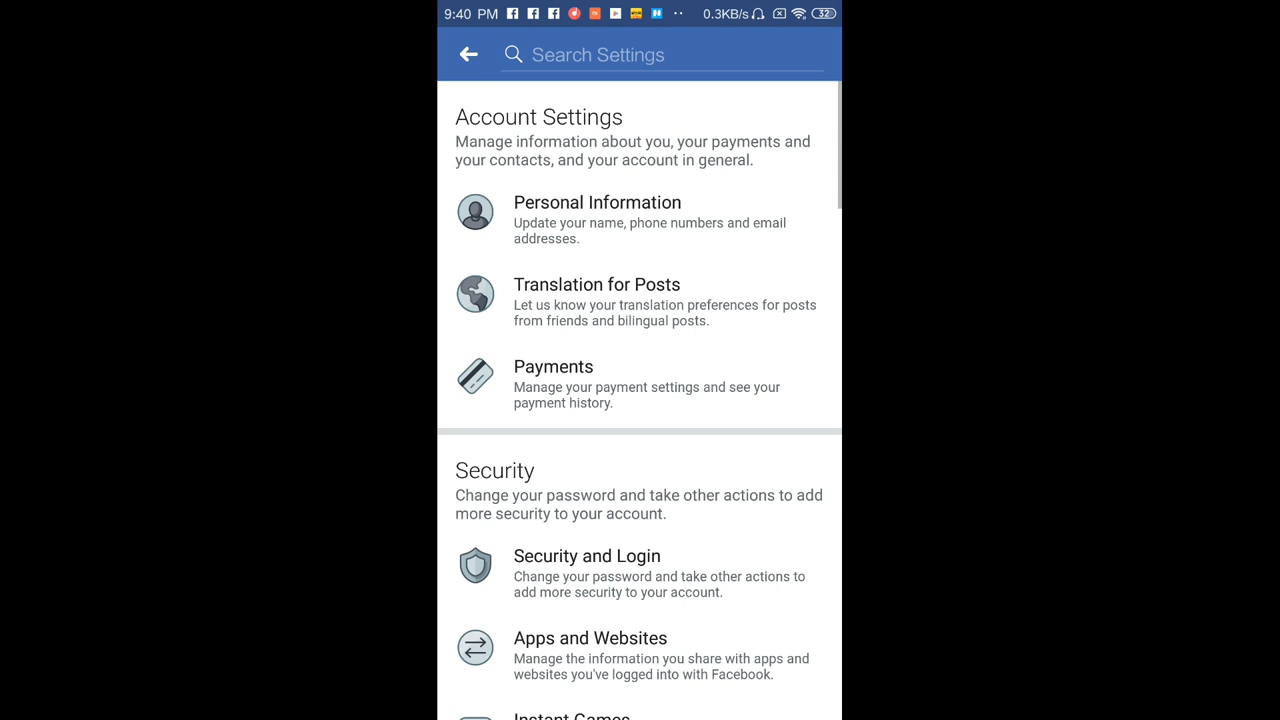 9:40 PM 0.3KB/s 32
Search Settings
Account Settings
Manage information about you, your payments and
your contacts, and your account in general.
Personal Information
Update your name, phone numbers and email
addresses.
Translation for Posts
Let us know your translation preferences for posts
from friends and bilingual posts.
Payments
Manage your payment settings and see your
payment history.
Security
Change your password and take other actions to add
more security to your account.
Security and Login
Change your password and take other actions to
add more security to your account.
Apps and Websites
Manage the information you share with apps and
websites you've logged into with Facebook.
Instant Games